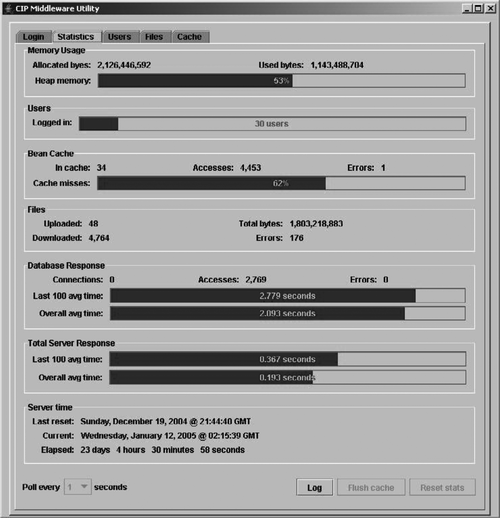 CIP Middleware Utility
Login Statistics Users Files Cache
Memory Usage
Allocated byes: 2,126,446,592 Used bytes: 1,143,488,704
Heap memory: 53%
Users
Logged in: 30 users
Bean Cache
In cache: 34 Accesses: 4,453 Errors: 1
Cache misses: 62%
Files
Uploaded: 48 Total bytes: 1,803,218,883
Downloaded: 4,764 Errors: 176
Database Response
Connections: 0 Accesses: 2,769 Errors: 0
Last 100 avg time: 2.779 seconds
Overall avg time: 2.093 seconds
Total Server Response
Last 100 avg time: 0.367 seconds
Overall avg time: 0.193 seconds
Server time
Last reset: Sunday, December 19, 2004 @ 21:44:40 GMT
Current: Wednesday, January 12, 2005 @ 02:15:39 GMT
Elapsed: 23 days 4 hours 30 minutes 58 seconds
Poll every 1 seconds Log Flush cache Reset stats